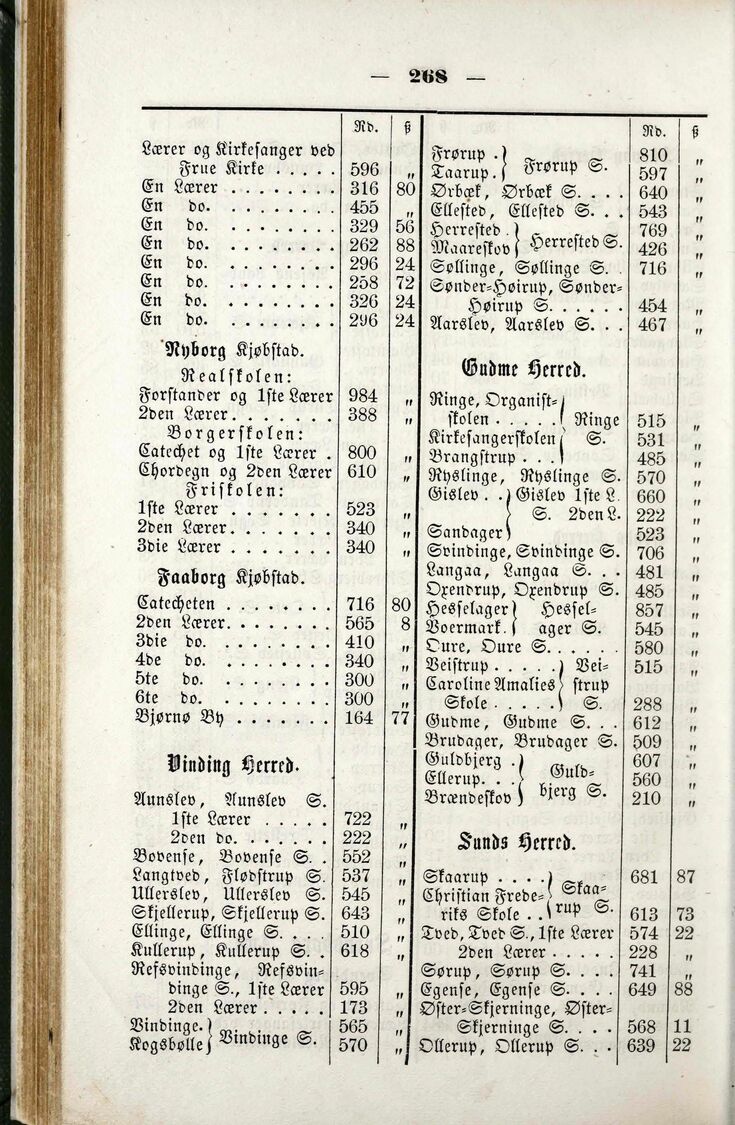 — 268 —
Rd. ß
Lærer og Kirkesanger ved
Frue Kirke . . . . . 596 „
En Lærer . . . . . . . . 316 80
En do. . . . . . . . . 455 „
En do. . . . . . . . . 329 56
En do. . . . . . . . . 262 88
En do. . . . . . . . . 296 24
En do. . . . . . . . . 258 72
En do. . . . . . . . . 326 24
En do. . . . . . . . . 296 24
Nyborg Kjøbstad.
Realskolen:
Forstander og 1ste Lærer 984 „
2den Lærer . . . . . . . 388 „
Borgerskolen:
Catechet og 1ste Lærer . 800 „
Chordegn og 2den Lærer 610 „
Friskolen:
1ste Lærer . . . . . . . 523 „
2den Lærer . . . . . . . 340 „
3die Lærer . . . . . . . 340 „
Faaborg Kjøbstad.
Catecheten . . . . . . . 716 80
2den Lærer . . . . . . . 565 8
3die do. . . . . . . . . 410 „
4de do. . . . . . . . . 340 „
5te do. . . . . . . . . 300 „
6te do. . . . . . . . . 300 „
Bjørnø By . . . . . . . 164 77
Vinding Herred.
Aunslev, Aunslev S.
1ste Lærer . . . . . 722 „
2den do. . . . . . . 222 „
Bovense, Bovense S. . 552 „
Langtved, Flødstrup S. 537 „
Ullerslev, Ullerslev S. 545 „
Skjellerup, Skjellerup S. 643 „
Ellinge, Ellinge S. . . . 510 „
Kullerup, Kullerup S. . 618 „
Refsvindinge, Refsvin-
dinge S., 1ste Lærer 595 „
2den Lærer . . . . . 173 „
Vindinge. } Vindinge S. 565 „
Kogsbølle } 570 „
Rd. ß
Frørup . } Frørup S. 810 „
Taarup . } 597 „
Ørbæk, Ørbæk S. . . . 640 „
Ellested, Ellested S. . . 543 „
Herrested . } Herrested S. 769 „
Maareskov } 426 „
Søllinge, Søllinge S. . 716 „
Sønder-Høirup, Sønder-
Høirup S. . . . . . . 454 „
Aarslev, Aarslev S. . . 467 „
Gudme Herred.
Ringe, Organist-
skolen . . . . . } Ringe 515 „
Kirkesangerskolen } S. 531 „
Brangstrup . . . } 485 „
Ryslinge, Ryslinge S. 570 „
Gislev . . } Gislev 1ste L. 660 „
S. 2den L. 222 „
Sandager } 523 „
Svindinge, Svindinge S. 706 „
Langaa, Langaa S. . . 481 „
Oxendrup, Oxendrup S. 485 „
Hesselager } Hessel- 857 „
Voermark. } ager S. 545 „
Oure, Oure S. . . . . . 580 „
Veistrup . . . . . } Vei- 515 „
Caroline Amalies } strup
Skole . . . . . } S. 288 „
Gudme, Gudme S. . . 612 „
Brudager, Brudager S. 509 „
Guldbjerg . } 607 „
Ellerup . . . } Guld- 560 „
Brændeskov } bjerg S. 210 „
Sunds Herred.
Skaarup . . . . } Skaa- 681 87
Christian Frede- }
riks Skole . . } rup S. 613 73
Tved, Tved S., 1ste Lærer 574 22
2den Lærer . . . . . 228 „
Sørup, Sørup S. . . . . 741 „
Egense, Egense S. . . . 649 88
Øster-Skjerninge, Øster-
Skjerninge S. . . . . 568 11
Ollerup, Ollerup S. . . 639 22